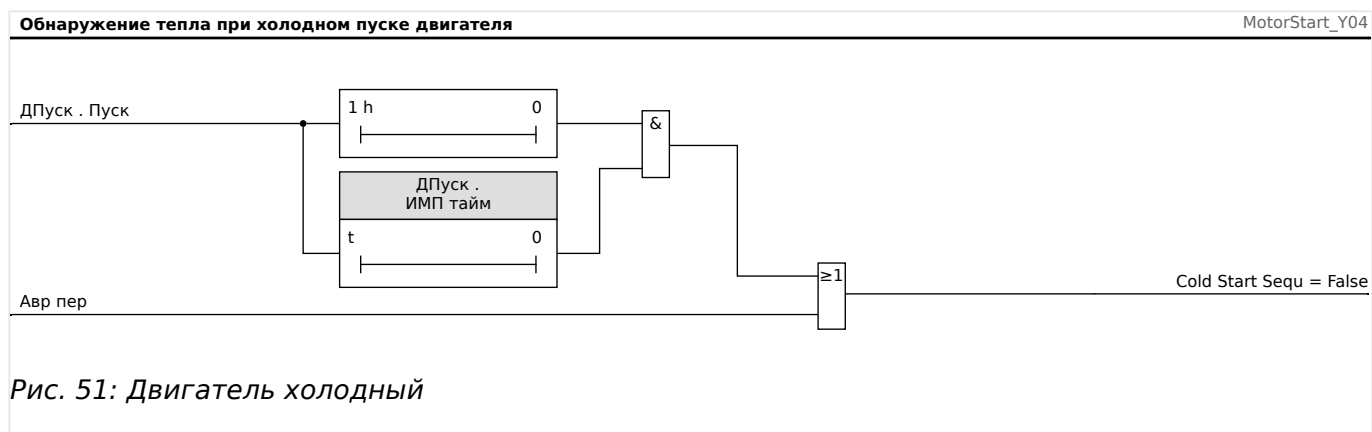 Обнаружение тепла при холодном пуске двигателя
MotorStart_Y04
ДПуск . Пуск
1 h 0
&
ДПуск .
ИМП тайм
t 0
≥1
Cold Start Sequ = False
Авр пер
Рис. 51: Двигатель холодный